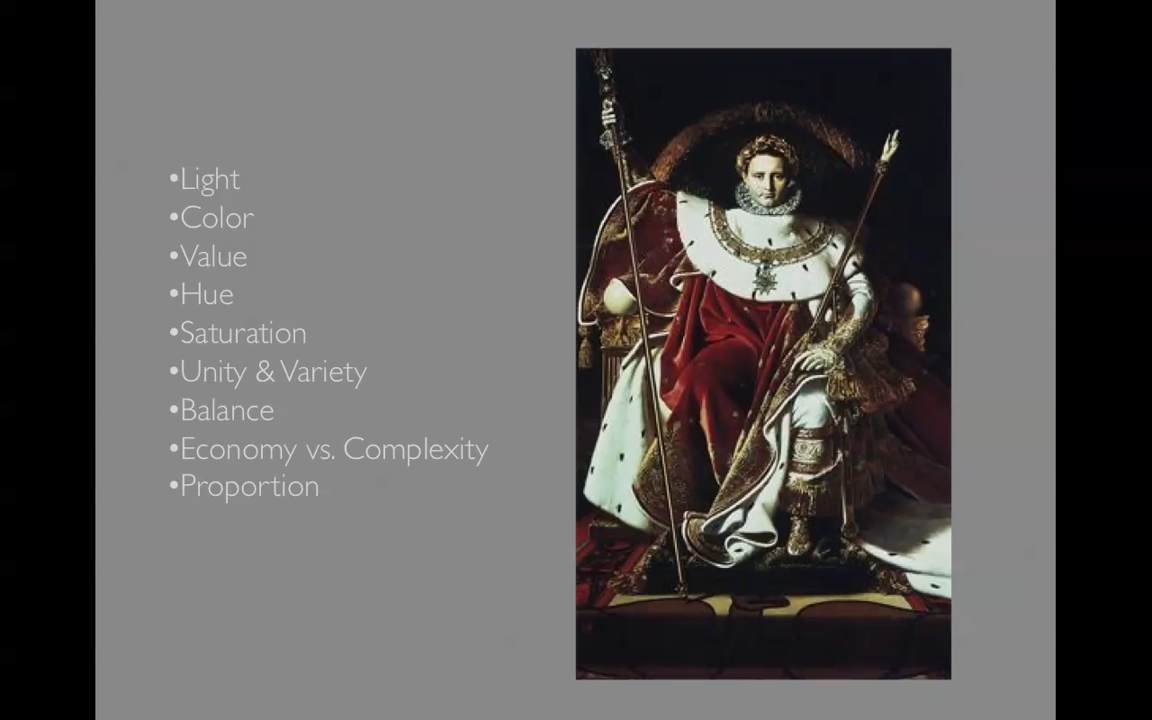 •Light
•Color
•Value
•Hue
•Saturation
•Unity & Variety
•Balance
•Economy vs. Complexity
•Proportion